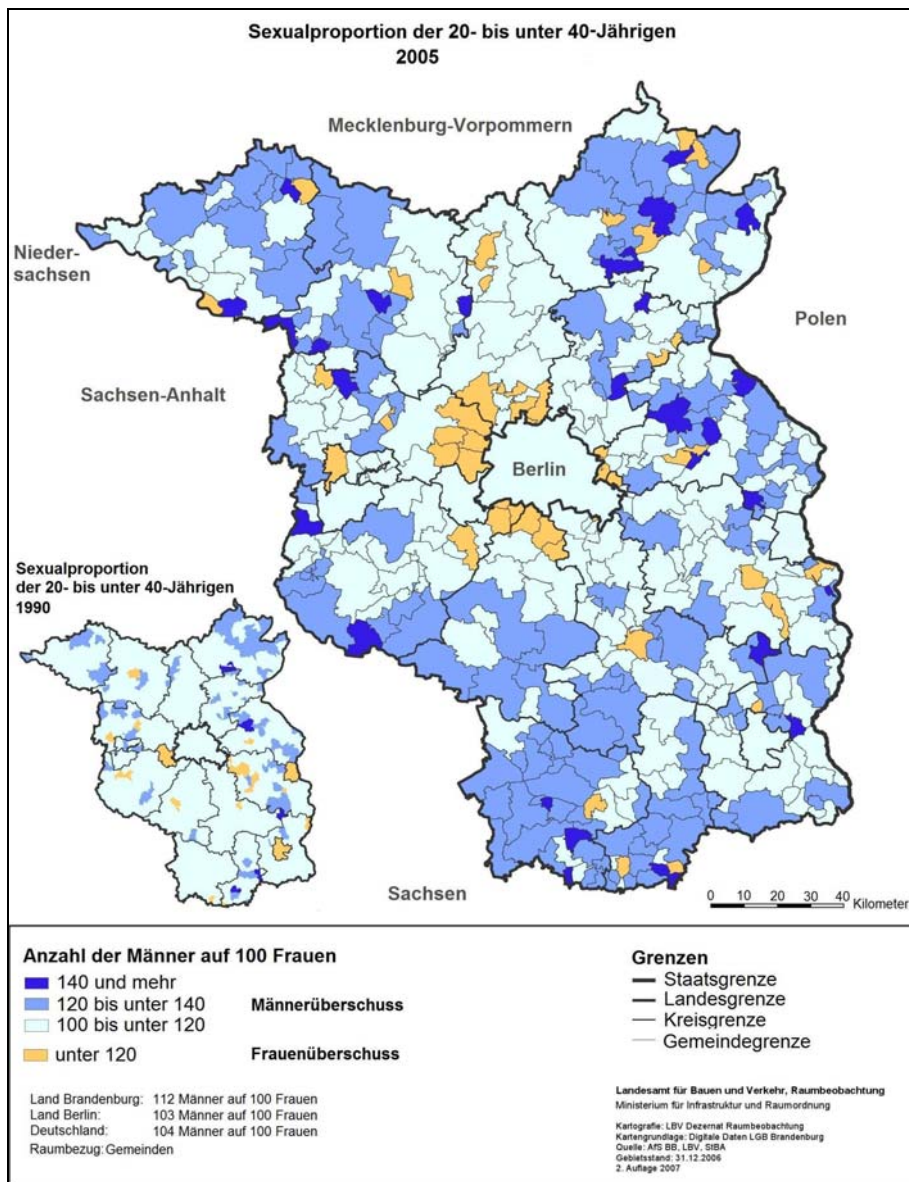 Sexualproportion der 20- bis unter 40-Jährigen
2005
Mecklenburg-Vorpommern
Nieder-
sachsen
Polen
Sachsen-Anhalt
Berlin
Sexualproportion
der 20- bis unter 40-Jährigen
1990
Sachsen
0 10 20 30 40
Kilometer
Anzahl der Männer auf 100 Frauen
140 und mehr
120 bis unter 140 Männerüberschuss
100 bis unter 120
unter 120 Frauenüberschuss
Land Brandenburg: 112 Männer auf 100 Frauen
Land Berlin: 103 Männer auf 100 Frauen
Deutschland: 104 Männer auf 100 Frauen
Raumbezug: Gemeinden
Grenzen
Staatsgrenze
Landesgrenze
Kreisgrenze
Gemeindegrenze
Landesamt für Bauen und Verkehr, Raumbeobachtung
Ministerium für Infrastruktur und Raumordnung
Kartografie: LBV Dezernat Raumbeobachtung
Kartengrundlage: Digitale Daten LGB Brandenburg
Quelle: AfS BB, LBV, StBA
Gebietsstand: 31.12.2006
2. Auflage 2007